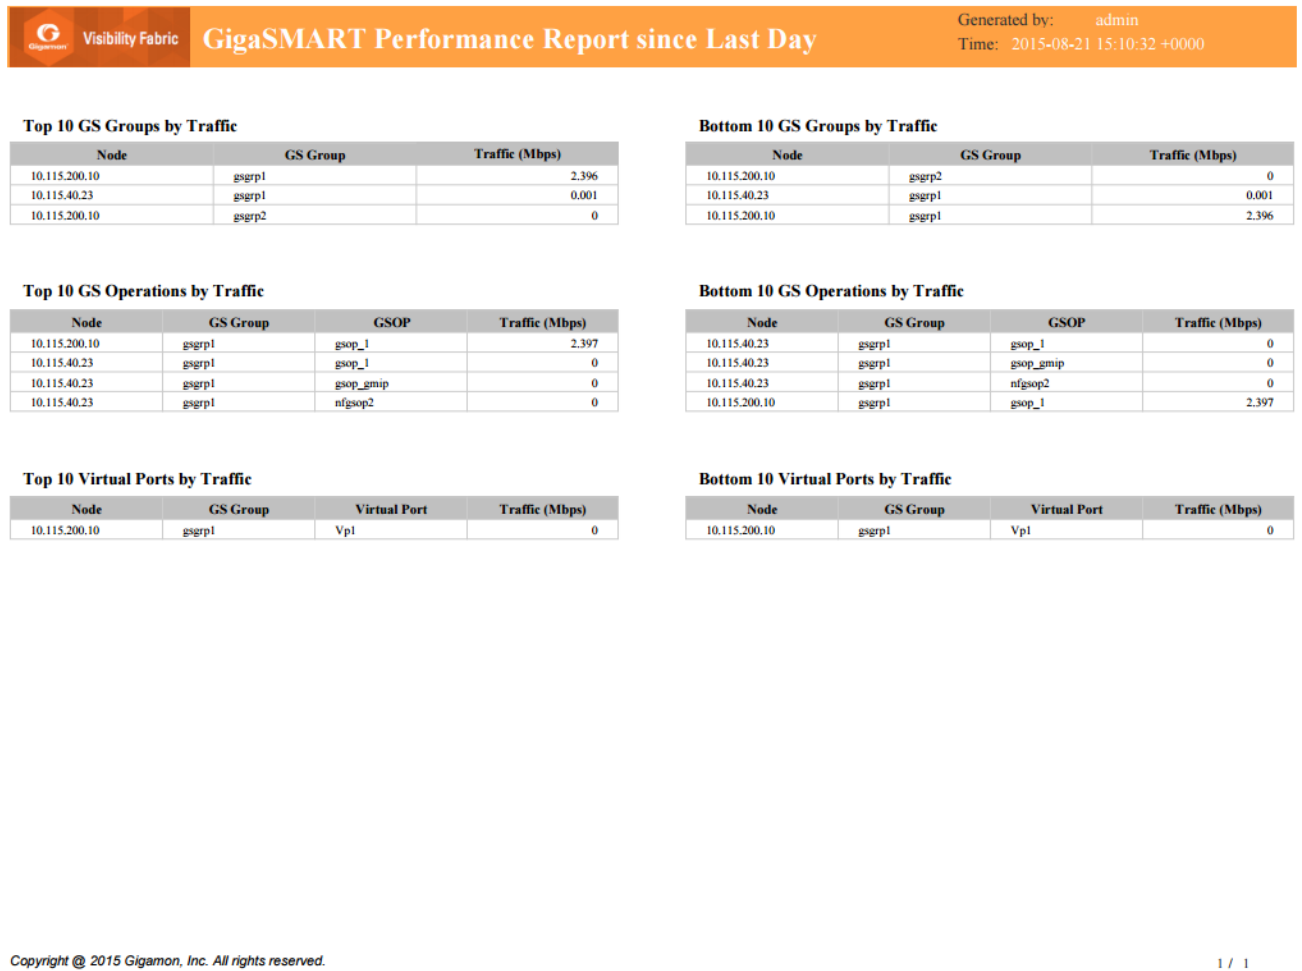 Gigamon Visibility Fabric GigaSMART Performance Report since Last Day
Generated by: admin
Time: 2015-08-21 15:10:32 +0000
Top 10 GS Groups by Traffic
Node GS Group Traffic (Mbps)
10.115.200.10 gsgrp1 2.396
10.115.40.23 gsgrp1 0.001
10.115.200.10 gsgrp2 0
Bottom 10 GS Groups by Traffic
Node GS Group Traffic (Mbps)
10.115.200.10 gsgrp2 0
10.115.40.23 gsgrp1 0.001
10.115.200.10 gsgrp1 2.396
Top 10 GS Operations by Traffic
Node GS Group GSOP Traffic (Mbps)
10.115.200.10 gsgrp1 gsop_1 2.397
10.115.40.23 gsgrp1 gsop_1 0
10.115.40.23 gsgrp1 gsop_gmip 0
10.115.40.23 gsgrp1 nfgsop2 0
Bottom 10 GS Operations by Traffic
Node GS Group GSOP Traffic (Mbps)
10.115.40.23 gsgrp1 gsop_1 0
10.115.40.23 gsgrp1 gsop_gmip 0
10.115.40.23 gsgrp1 nfgsop2 0
10.115.200.10 gsgrp1 gsop_1 2.397
Top 10 Virtual Ports by Traffic
Node GS Group Virtual Port Traffic (Mbps)
10.115.200.10 gsgrp1 Vp1 0
Bottom 10 Virtual Ports by Traffic
Node GS Group Virtual Port Traffic (Mbps)
10.115.200.10 gsgrp1 Vp1 0
Copyright @ 2015 Gigamon, Inc. All rights reserved.
1 / 1